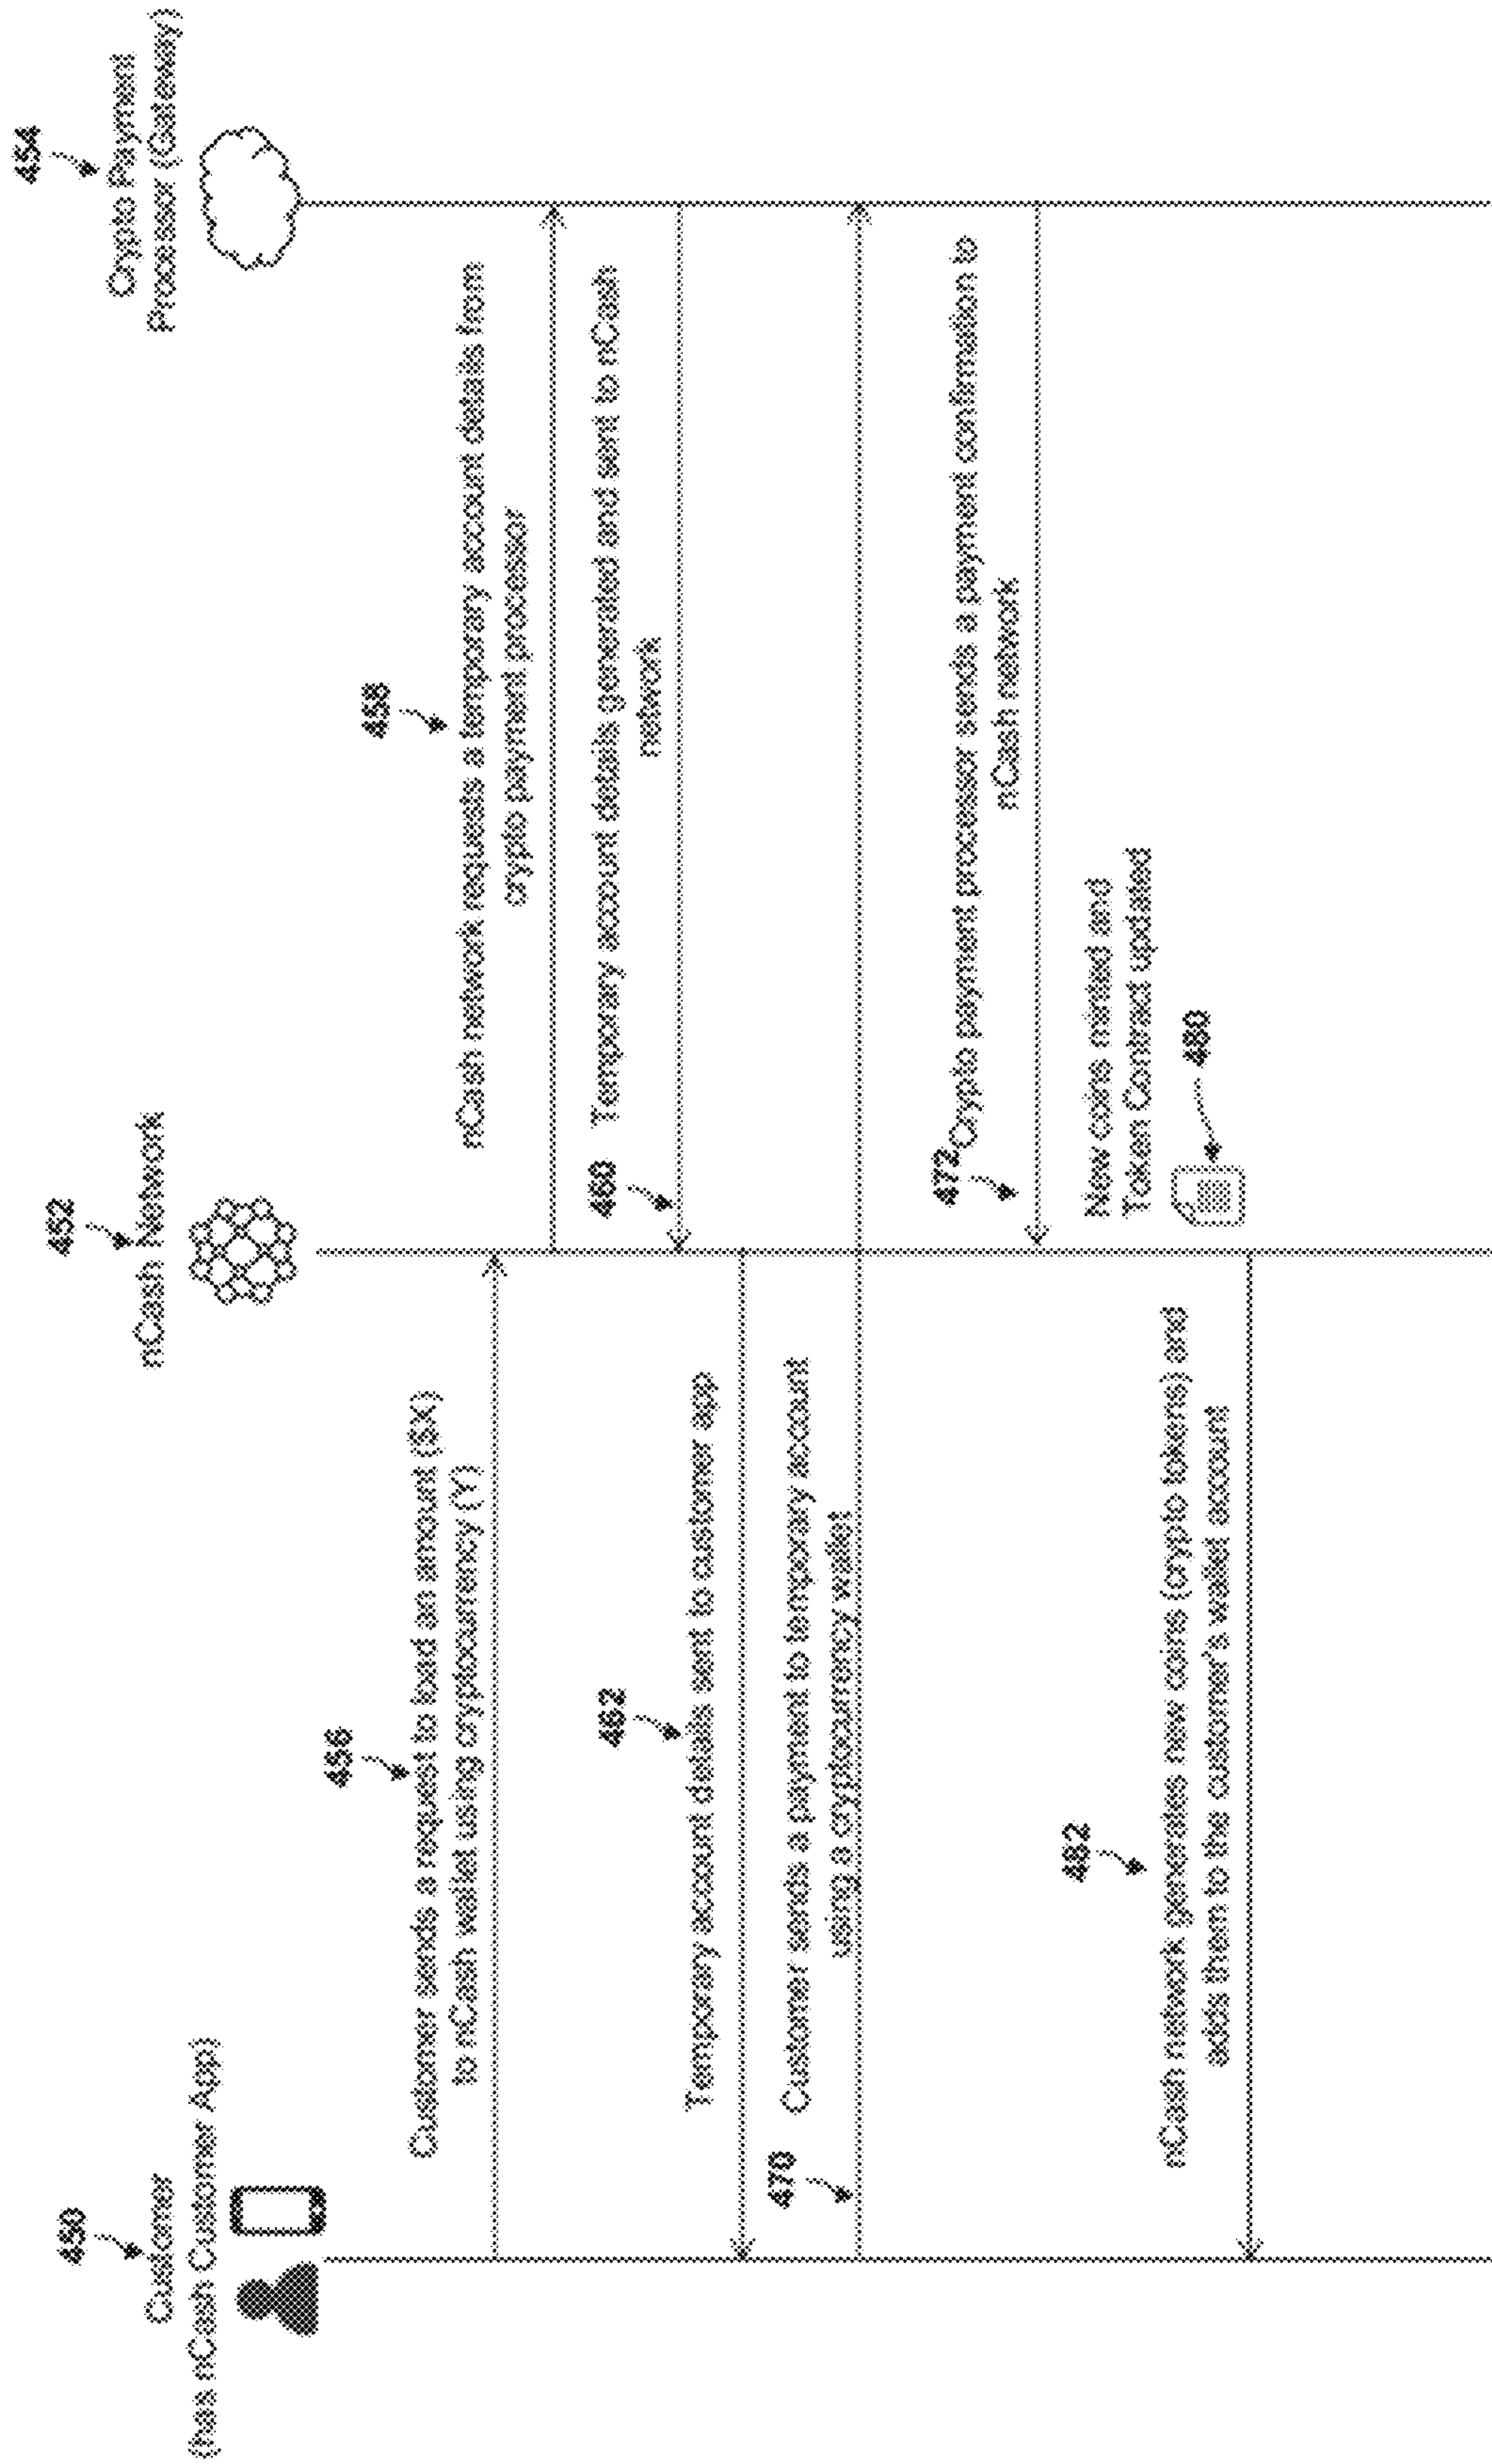 450
Customer
(has nCash Customer App)
452
nCash Network
454
Crypto Payment
Processor (Gateway)
456
Customer sends a request to load an amount ($X)
to nCash wallet using cryptocurrency (Y)
458
nCash network requests a temporary account details from
crypto payment processor
460
Temporary account details generated and sent to nCash
network
462
Temporary account details sent to customer app
470
Customer sends a payment to temporary account
using a cryptocurrency wallet
472
Crypto payment processor sends a payment confirmation to
nCash network
New coins minted and
Token Contract updated
480
482
nCash network generates new coins (crypto tokens) and
adds them to the customer's wallet account